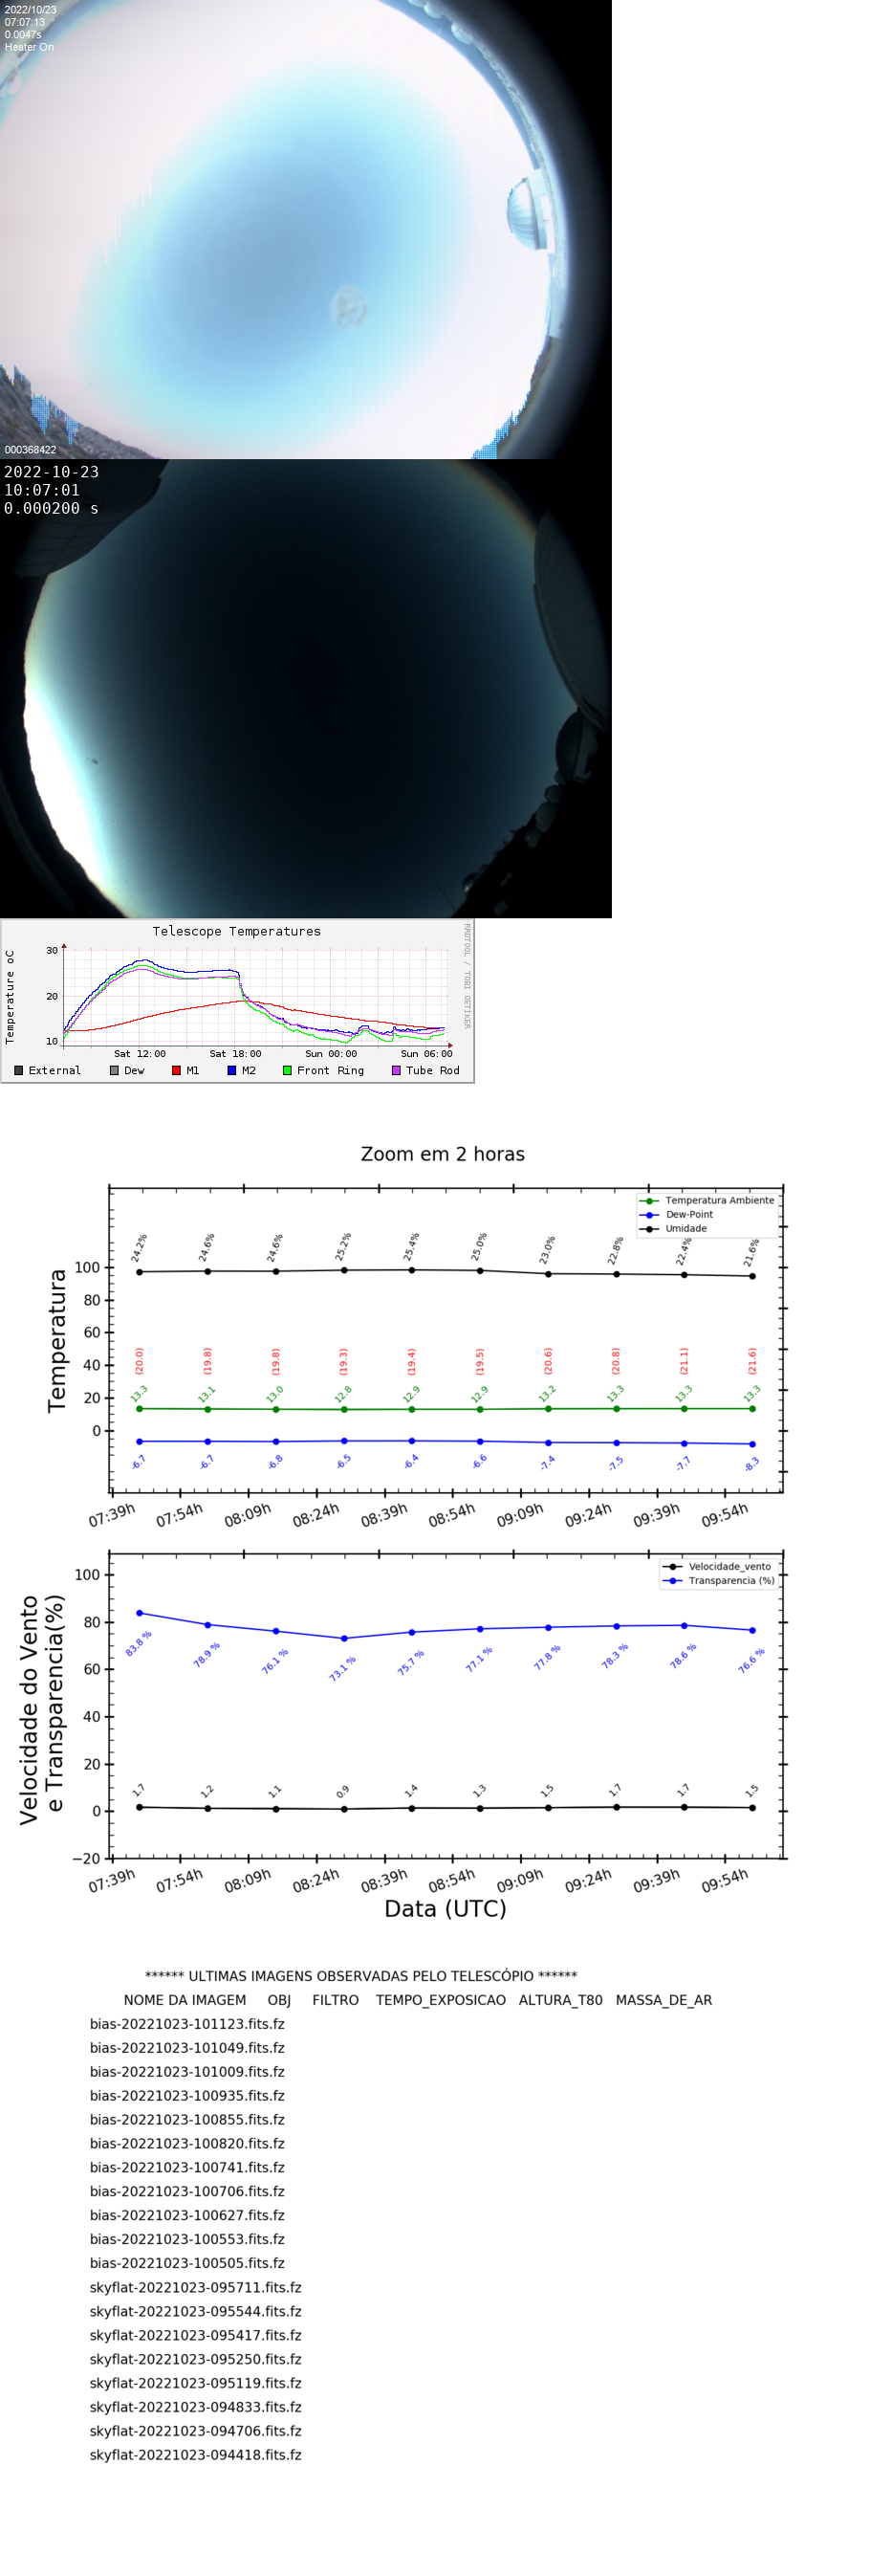 2022/10/23
07:07:13
0.0047s
Heater On
000368422
2022-10-23
10:07:01
0.000200 s
Telescope Temperatures
RRDTOOL / TOBI OETIKER
Temperature oC
30
20
10
Sat 12:00 Sat 18:00 Sun 00:00 Sun 06:00
External Dew M1 M2 Front Ring Tube Rod
Zoom em 2 horas
Temperatura Ambiente
Dew-Point
Umidade
24.2% 24.6% 24.6% 25.2% 25.4% 25.0% 23.0% 22.8% 22.4% 21.6%
Temperatura
100
80
60
40
20
0
(20.0) (19.8) (19.8) (19.3) (19.4) (19.5) (20.6) (20.8) (21.1) (21.6)
13.3 13.1 13.0 12.8 12.9 12.9 13.2 13.3 13.3 13.3
-6.7 -6.7 -6.8 -6.5 -6.4 -6.6 -7.4 -7.5 -7.7 -8.3
07:39h 07:54h 08:09h 08:24h 08:39h 08:54h 09:09h 09:24h 09:39h 09:54h
Velocidade_vento
Transparencia (%)
Velocidade do Vento
e Transparencia(%)
100
80
60
40
20
0
−20
83.8 % 78.9 % 76.1 % 73.1 % 75.7 % 77.1 % 77.8 % 78.3 % 78.6 % 76.6 %
1.7 1.2 1.1 0.9 1.4 1.3 1.5 1.7 1.7 1.5
07:39h 07:54h 08:09h 08:24h 08:39h 08:54h 09:09h 09:24h 09:39h 09:54h
Data (UTC)
****** ULTIMAS IMAGENS OBSERVADAS PELO TELESCÓPIO ******
NOME DA IMAGEM OBJ FILTRO TEMPO_EXPOSICAO ALTURA_T80 MASSA_DE_AR
bias-20221023-101123.fits.fz
bias-20221023-101049.fits.fz
bias-20221023-101009.fits.fz
bias-20221023-100935.fits.fz
bias-20221023-100855.fits.fz
bias-20221023-100820.fits.fz
bias-20221023-100741.fits.fz
bias-20221023-100706.fits.fz
bias-20221023-100627.fits.fz
bias-20221023-100553.fits.fz
bias-20221023-100505.fits.fz
skyflat-20221023-095711.fits.fz
skyflat-20221023-095544.fits.fz
skyflat-20221023-095417.fits.fz
skyflat-20221023-095250.fits.fz
skyflat-20221023-095119.fits.fz
skyflat-20221023-094833.fits.fz
skyflat-20221023-094706.fits.fz
skyflat-20221023-094418.fits.fz